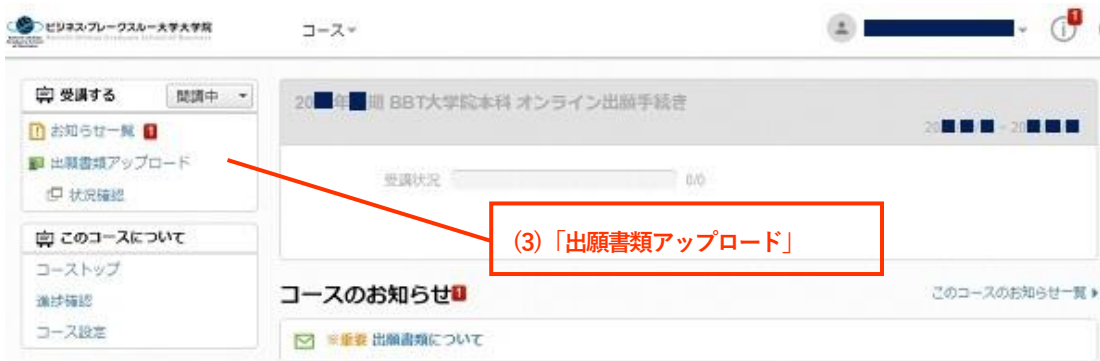 ビジネス・ブレークスルー大学大学院
コース
1
受講する
開講中
お知らせ一覧 1
出願書類アップロード
状況確認
このコースについて
コーストップ
進捗確認
コース設定
20 年 期 BBT大学院本科 オンライン出願手続き
20 / - 20
受講状況
0/0
(3)「出願書類アップロード」
コースのお知らせ 1
このコースのお知らせ一覧
※重要 出願書類について